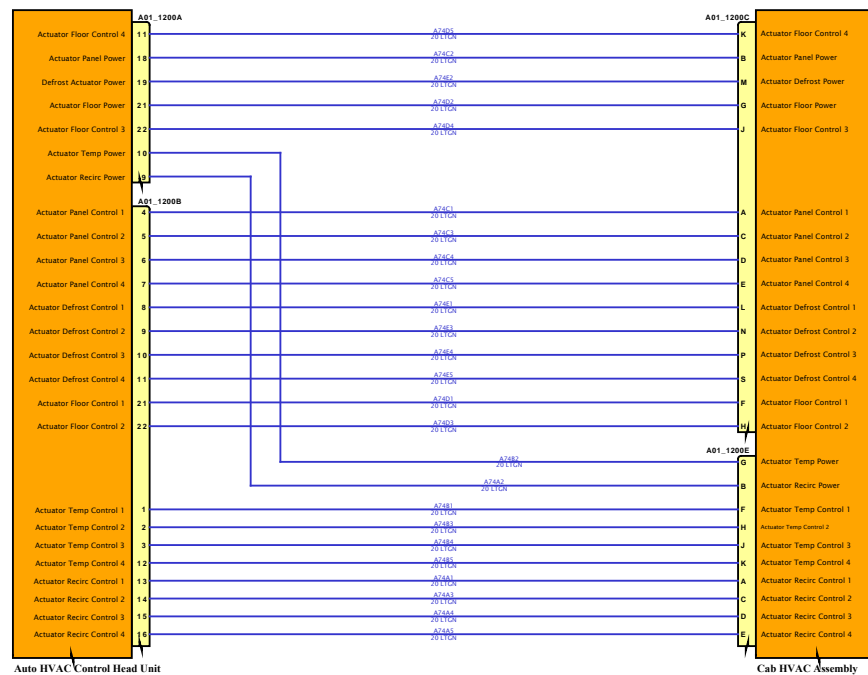 A01_1200A A01_1200C
Actuator Floor Control 4 11 A74D5 20 LTGN K Actuator Floor Control 4
Actuator Panel Power 18 A74C2 20 LTGN B Actuator Panel Power
Defrost Actuator Power 19 A74E2 20 LTGN M Actuator Defrost Power
Actuator Floor Power 21 A74D2 20 LTGN G Actuator Floor Power
Actuator Floor Control 3 22 A74D4 20 LTGN J Actuator Floor Control 3
Actuator Temp Power 10
Actuator Recirc Power 9
A01_1200B
Actuator Panel Control 1 4 A74C1 20 LTGN A Actuator Panel Control 1
Actuator Panel Control 2 5 A74C3 20 LTGN C Actuator Panel Control 2
Actuator Panel Control 3 6 A74C4 20 LTGN D Actuator Panel Control 3
Actuator Panel Control 4 7 A74C5 20 LTGN E Actuator Panel Control 4
Actuator Defrost Control 1 8 A74E1 20 LTGN L Actuator Defrost Control 1
Actuator Defrost Control 2 9 A74E3 20 LTGN N Actuator Defrost Control 2
Actuator Defrost Control 3 10 A74E4 20 LTGN P Actuator Defrost Control 3
Actuator Defrost Control 4 11 A74E5 20 LTGN S Actuator Defrost Control 4
Actuator Floor Control 1 21 A74D1 20 LTGN F Actuator Floor Control 1
Actuator Floor Control 2 22 A74D3 20 LTGN H Actuator Floor Control 2
A01_1200E
A74B2 20 LTGN G Actuator Temp Power
A74A2 20 LTGN B Actuator Recirc Power
Actuator Temp Control 1 1 A74B1 20 LTGN F Actuator Temp Control 1
Actuator Temp Control 2 2 A74B3 20 LTGN H Actuator Temp Control 2
Actuator Temp Control 3 3 A74B4 20 LTGN J Actuator Temp Control 3
Actuator Temp Control 4 12 A74B5 20 LTGN K Actuator Temp Control 4
Actuator Recirc Control 1 13 A74A1 20 LTGN A Actuator Recirc Control 1
Actuator Recirc Control 2 14 A74A3 20 LTGN C Actuator Recirc Control 2
Actuator Recirc Control 3 15 A74A4 20 LTGN D Actuator Recirc Control 3
Actuator Recirc Control 4 16 A74A5 20 LTGN E Actuator Recirc Control 4
Auto HVAC Control Head Unit Cab HVAC Assembly